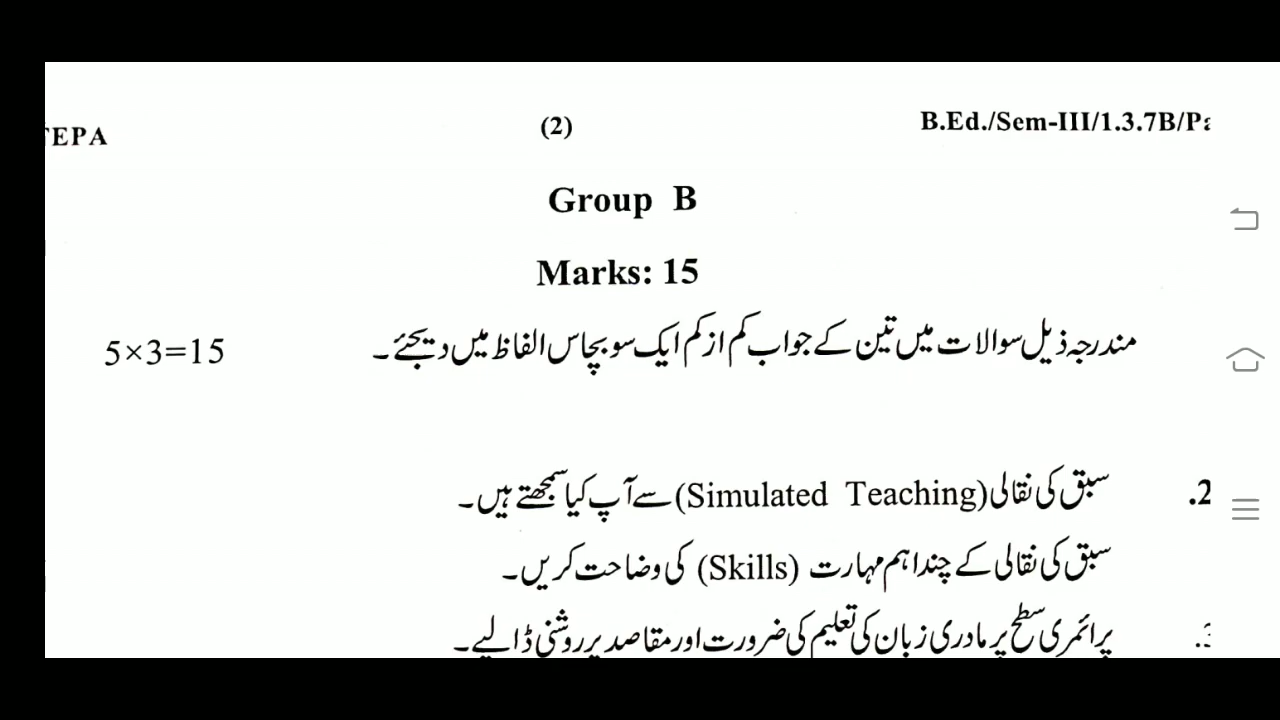 TEPA (2) B.Ed./Sem-III/1.3.7B/Pa
Group B
Marks: 15
مندرجہ ذیل سوالات میں تین کے جواب کم از کم ایک سو پچاس الفاظ میں دیجئے۔ 5×3=15
2. سبق کی نقالی (Simulated Teaching) سے آپ کیا سمجھتے ہیں۔
سبق کی نقالی کے چند اہم مہارت (Skills) کی وضاحت کریں۔
پرائمری سطح پر مادری زبان کی تعلیم کی ضرورت اور مقاصد پر روشنی ڈالیے۔